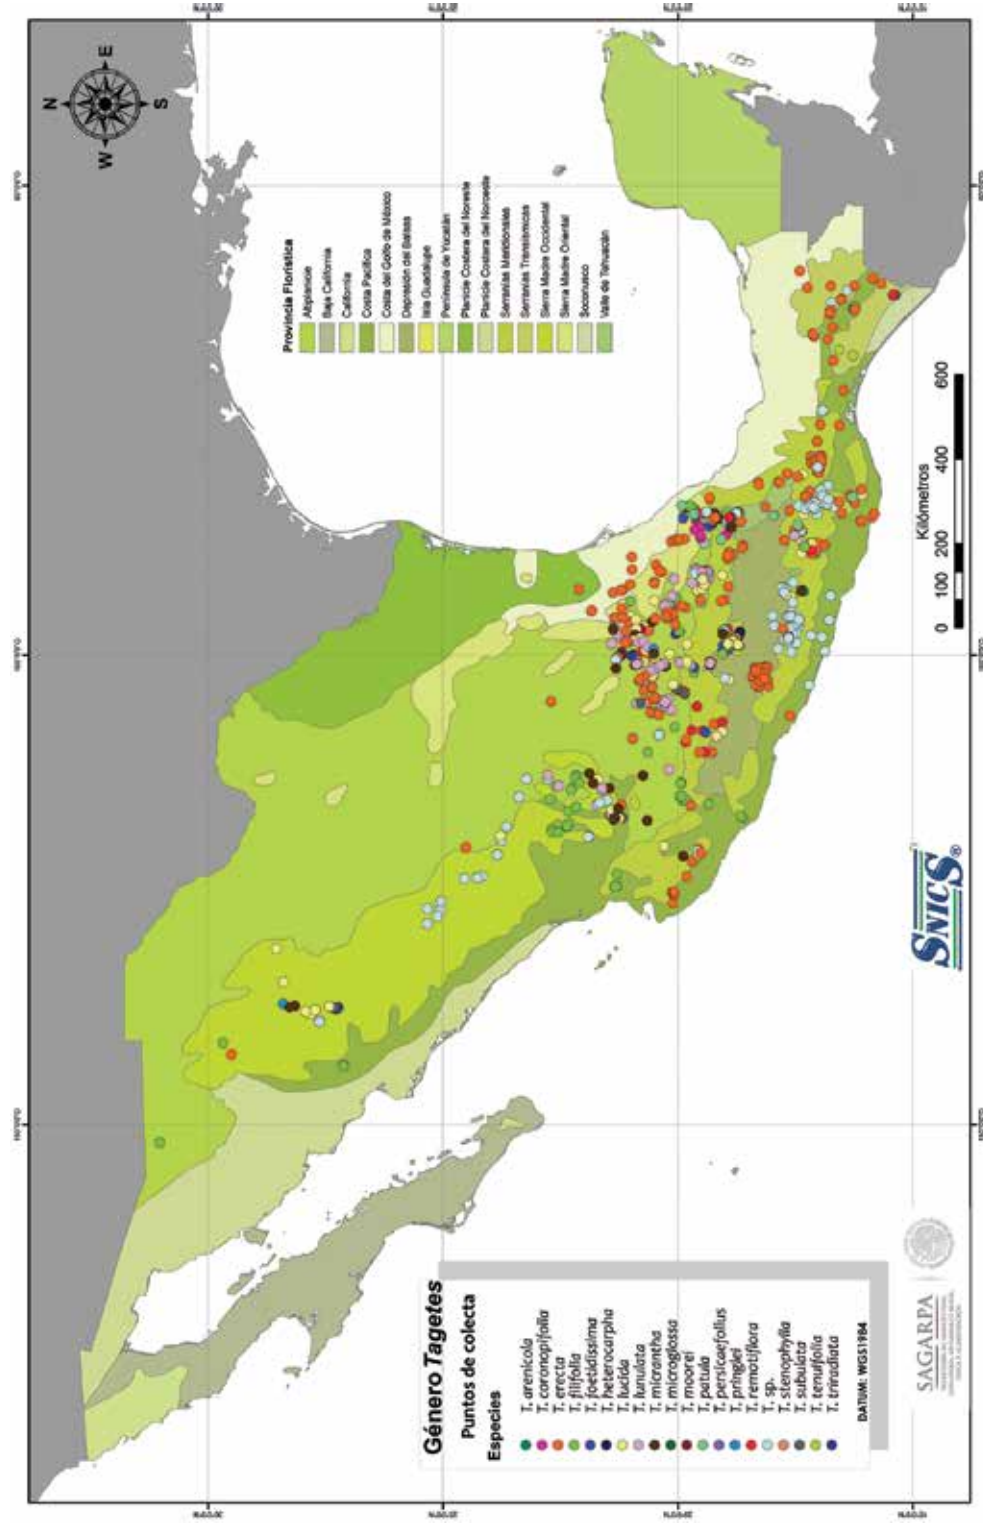 N
W
E
S
Provincia Florística
Altiplanicie
Baja California
California
Costa Pacífica
Costa del Golfo de México
Depresión del Balsas
Isla Guadalupe
Península de Yucatán
Planicie Costera del Noreste
Planicie Costera del Noroeste
Serranías Meridionales
Serranías Transístmicas
Sierra Madre Occidental
Sierra Madre Oriental
Soconusco
Valle de Tehuacán
Kilómetros
0 100 200 400 600
SNICS®
Género Tagetes
Puntos de colecta
Especies
T. arenicola
T. coronopifolia
T. erecta
T. filifolia
T. foetidissima
T. heterocarpha
T. lucida
T. lunulata
T. micrantha
T. microglossa
T. moorei
T. patula
T. persicaefolius
T. pringlei
T. remotiflora
T. sp.
T. stenophylla
T. subulata
T. tenuifolia
T. triradiata
DATUM: WGS1984
SAGARPA